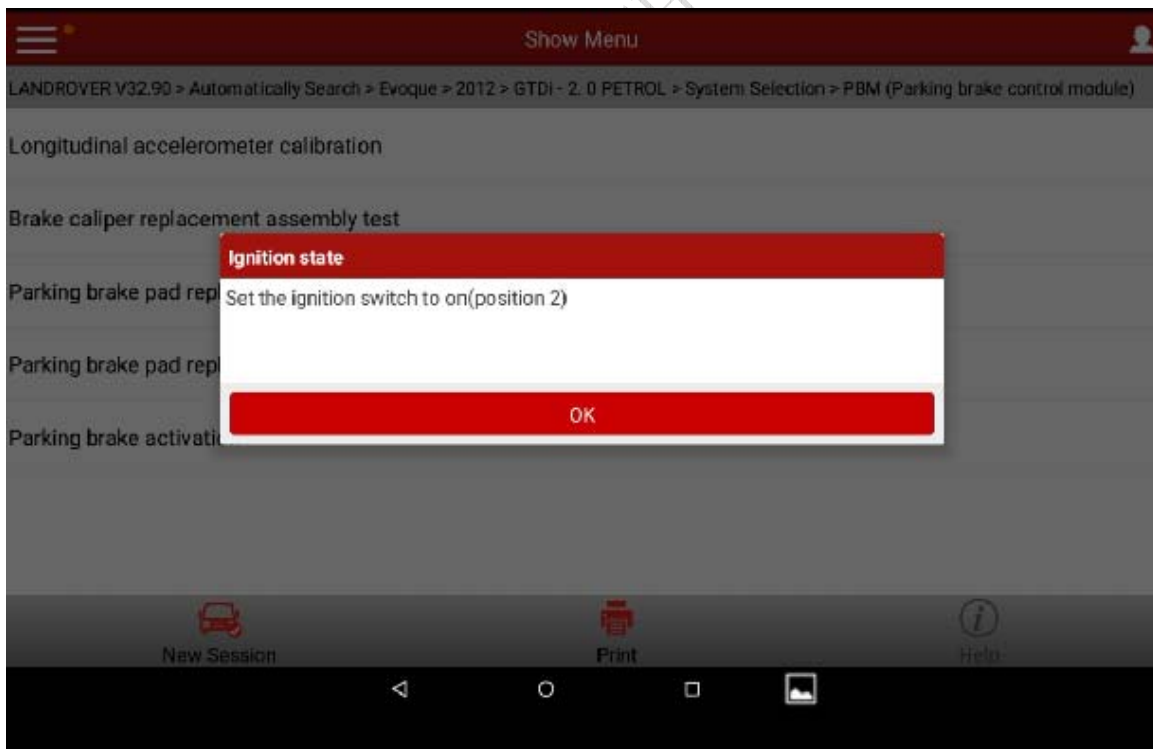 Show Menu
LANDROVER V32.90 > Automatically Search > Evoque > 2012 > GTDi - 2. 0 PETROL > System Selection > PBM (Parking brake control module)
Longitudinal accelerometer calibration
Brake caliper replacement assembly test
Ignition state
Parking brake pad repl
Set the ignition switch to on(position 2)
Parking brake pad repl
OK
Parking brake activati
New Session
Print
Help